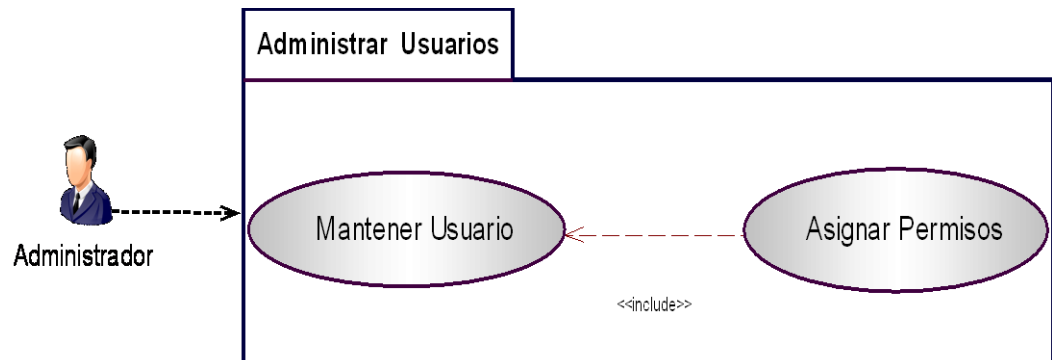 Administrar Usuarios
Mantener Usuario
Asignar Permisos
Administrador
<<include>>